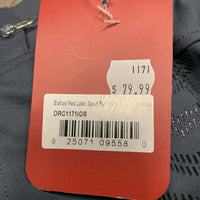 1171
$ 79.99
Elation Red Label Sport Fu
DRC1171IDS
6 25071 09558 0